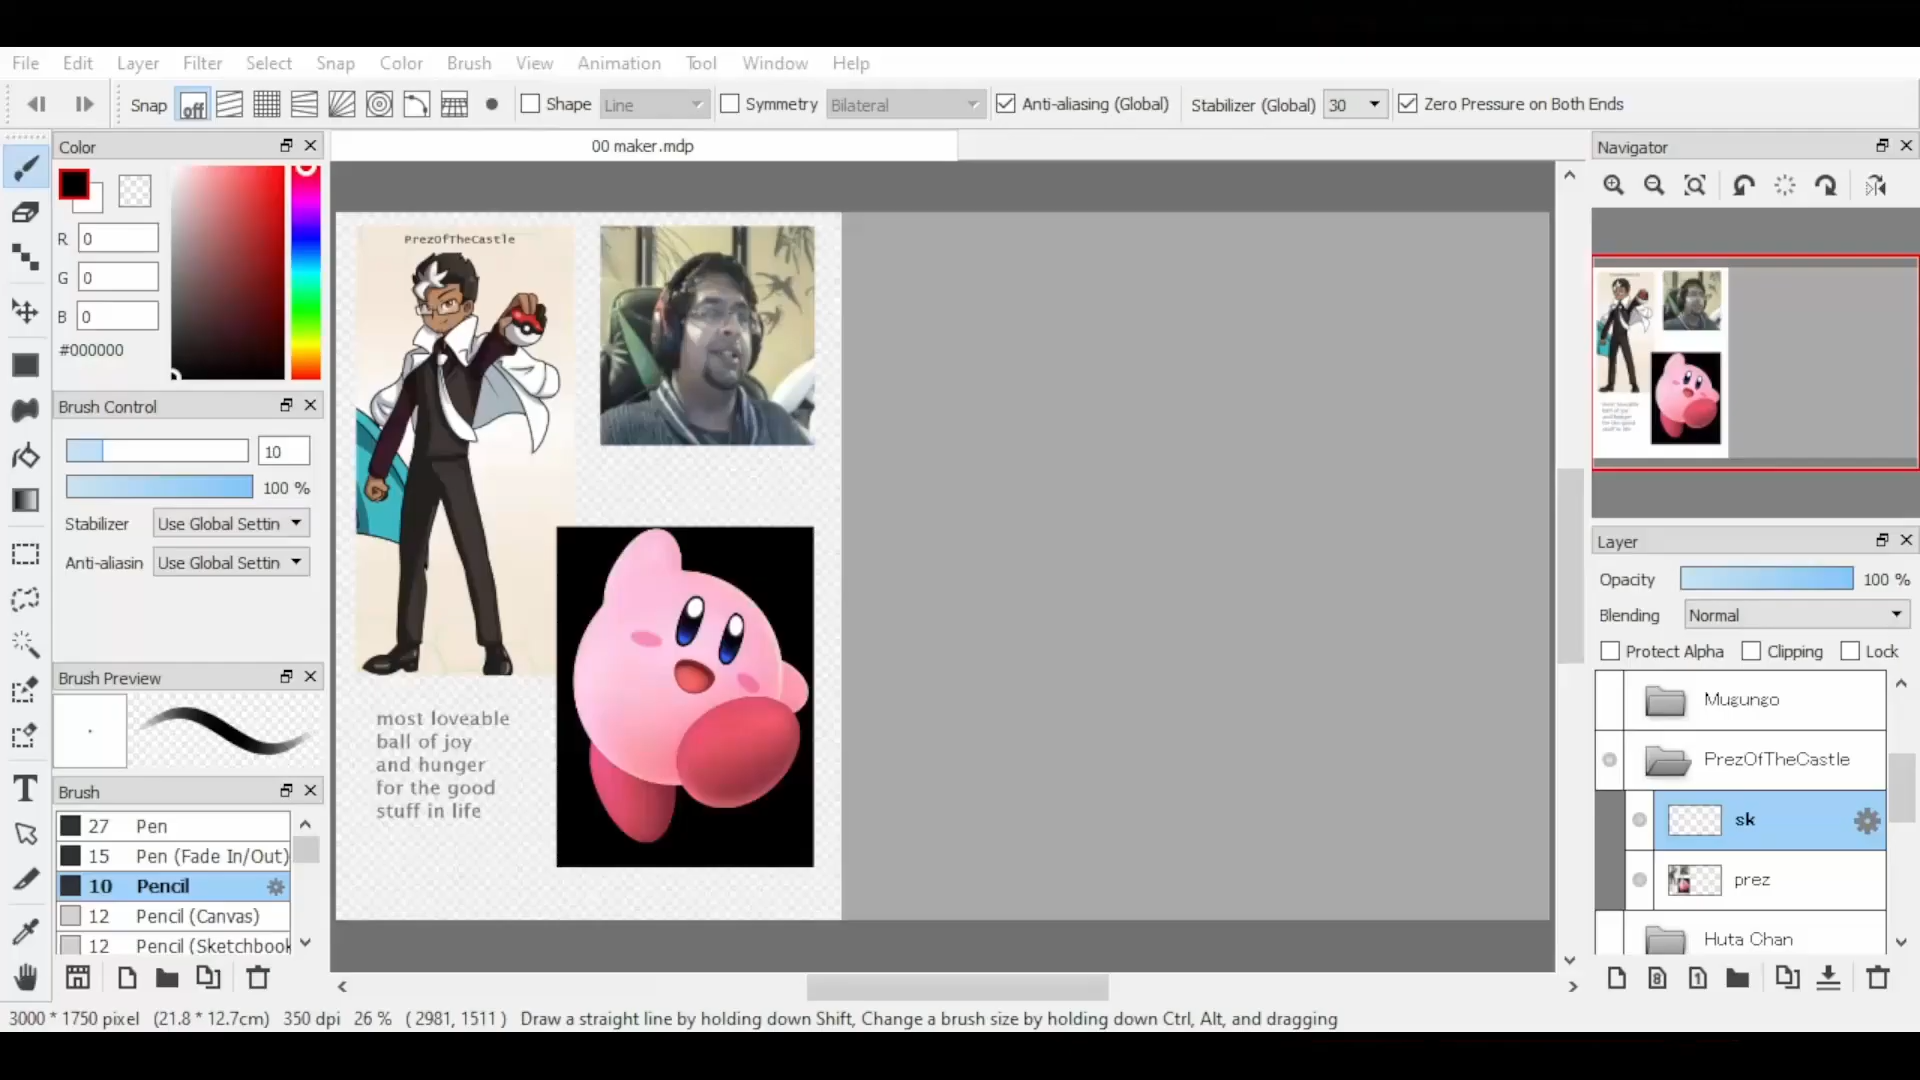 File Edit Layer Filter Select Snap Color Brush View Animation Tool Window Help
Snap off Shape Line Symmetry Bilateral Anti-aliasing (Global) Stabilizer (Global) 30 Zero Pressure on Both Ends
Color
R 0
G 0
B 0
#000000
Brush Control
10
100 %
Stabilizer Use Global Settin
Anti-aliasin Use Global Settin
Brush Preview
Brush
27 Pen
15 Pen (Fade In/Out)
10 Pencil
12 Pencil (Canvas)
12 Pencil (Sketchbook
00 maker.mdp
PrezOfTheCastle
most loveable
ball of joy
and hunger
for the good
stuff in life
Navigator
Layer
Opacity 100 %
Blending Normal
Protect Alpha Clipping Lock
Mugungo
PrezOfTheCastle
sk
prez
Huta Chan
T
8
1
3000 * 1750 pixel (21.8 * 12.7cm) 350 dpi 26 % ( 2981, 1511 ) Draw a straight line by holding down Shift, Change a brush size by holding down Ctrl, Alt, and dragging